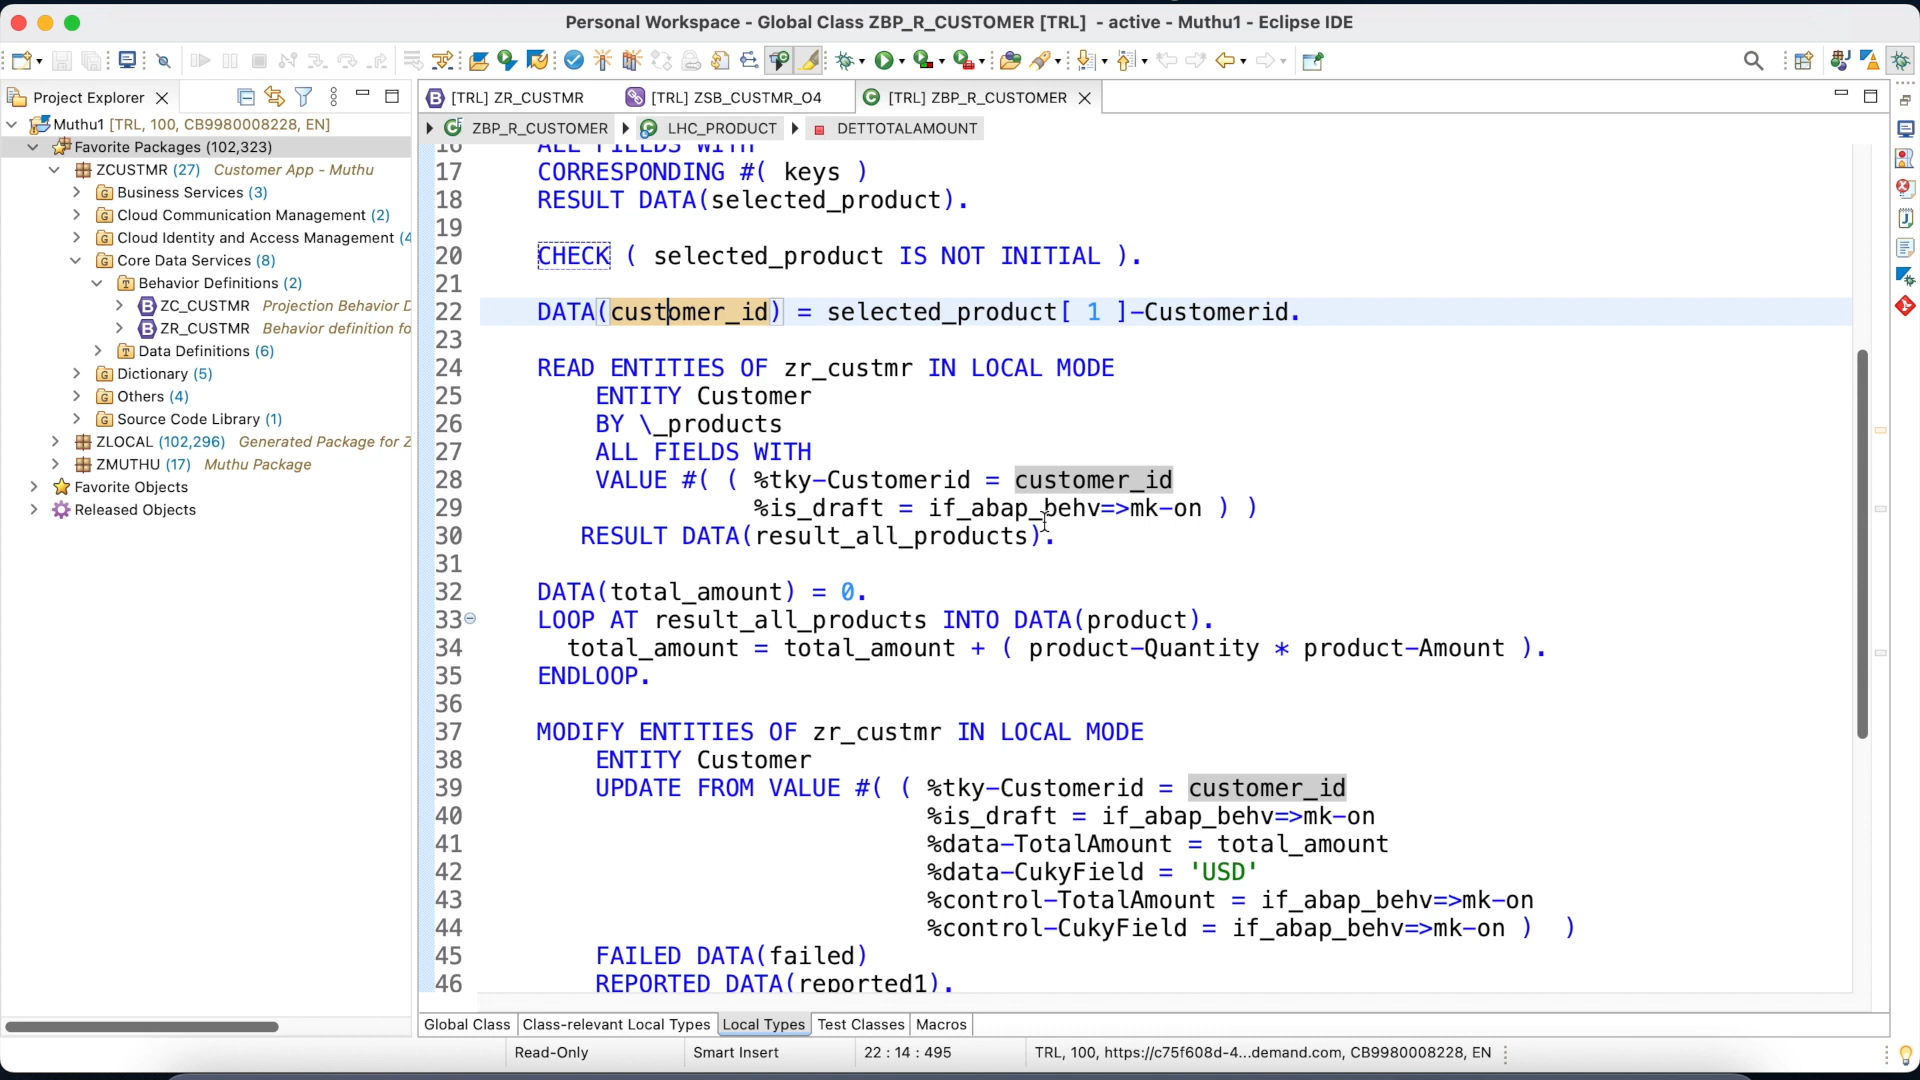 Personal Workspace - Global Class ZBP_R_CUSTOMER [TRL]  - active - Muthu1 - Eclipse IDE
Project Explorer
[TRL] ZR_CUSTMR
[TRL] ZSB_CUSTMR_O4
[TRL] ZBP_R_CUSTOMER
Muthu1 [TRL, 100, CB9980008228, EN]
Favorite Packages (102,323)
ZCUSTMR (27) Customer App - Muthu
Business Services (3)
Cloud Communication Management (2)
Cloud Identity and Access Management (4
Core Data Services (8)
Behavior Definitions (2)
ZC_CUSTMR Projection Behavior D
ZR_CUSTMR Behavior definition fo
Data Definitions (6)
Dictionary (5)
Others (4)
Source Code Library (1)
ZLOCAL (102,296) Generated Package for Z
ZMUTHU (17) Muthu Package
Favorite Objects
Released Objects
ZBP_R_CUSTOMER
LHC_PRODUCT
DETTOTALAMOUNT
16 ALL FIELDS WITH
17 CORRESPONDING #( keys )
18 RESULT DATA(selected_product).
19
20 CHECK ( selected_product IS NOT INITIAL ).
21
22 DATA(customer_id) = selected_product[ 1 ]-Customerid.
23
24 READ ENTITIES OF zr_custmr IN LOCAL MODE
25 ENTITY Customer
26 BY \_products
27 ALL FIELDS WITH
28 VALUE #( ( %tky-Customerid = customer_id
29 %is_draft = if_abap_behv=>mk-on ) )
30 RESULT DATA(result_all_products).
31
32 DATA(total_amount) = 0.
33 LOOP AT result_all_products INTO DATA(product).
34 total_amount = total_amount + ( product-Quantity * product-Amount ).
35 ENDLOOP.
36
37 MODIFY ENTITIES OF zr_custmr IN LOCAL MODE
38 ENTITY Customer
39 UPDATE FROM VALUE #( ( %tky-Customerid = customer_id
40 %is_draft = if_abap_behv=>mk-on
41 %data-TotalAmount = total_amount
42 %data-CukyField = 'USD'
43 %control-TotalAmount = if_abap_behv=>mk-on
44 %control-CukyField = if_abap_behv=>mk-on )  )
45 FAILED DATA(failed)
46 REPORTED DATA(reported1).
Global Class
Class-relevant Local Types
Local Types
Test Classes
Macros
Read-Only
Smart Insert
22 : 14 : 495
TRL, 100, https://c75f608d-4...demand.com, CB9980008228, EN